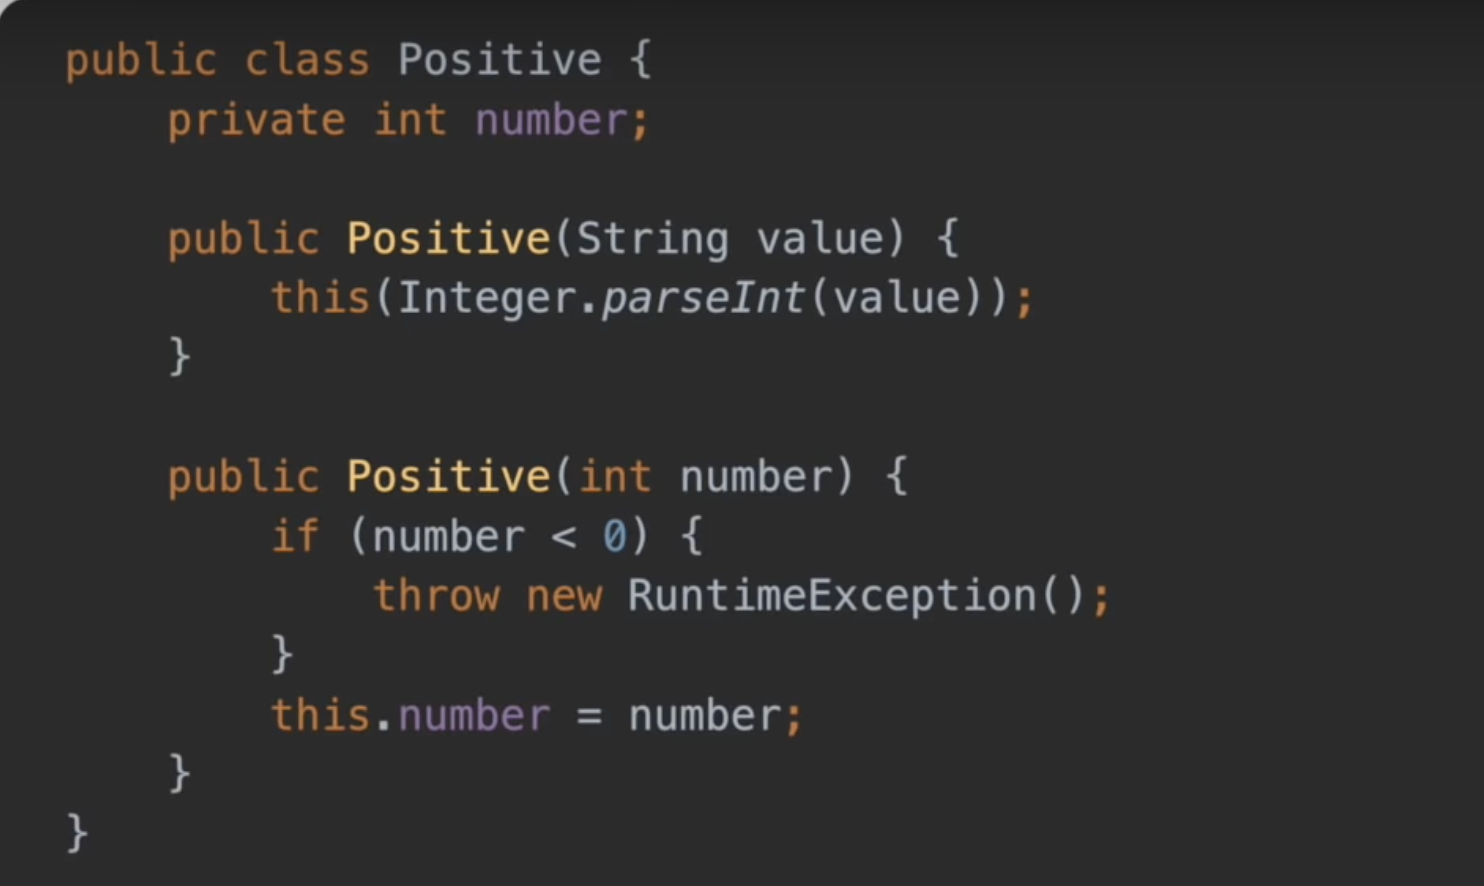 public class Positive {
    private int number;

    public Positive(String value) {
        this(Integer.parseInt(value));
    }

    public Positive(int number) {
        if (number < 0) {
            throw new RuntimeException();
        }
        this.number = number;
    }
}